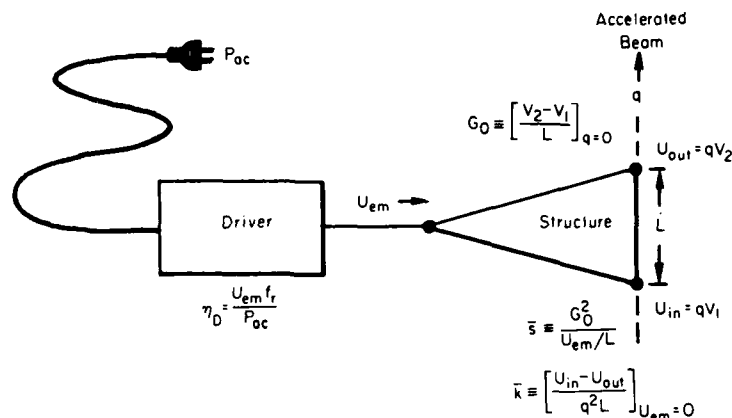 Accelerated
Beam
P_ac
q
G_0 ≡ [(V_2−V_1)/L]_{q=0}
U_out = qV_2
U_em →
Driver
Structure
L
η_D = U_em f_r / P_ac
U_in = qV_1
s̄ ≡ G_0^2 / (U_em/L)
k̄ ≡ [(U_in − U_out)/(q^2 L)]_{U_em=0}